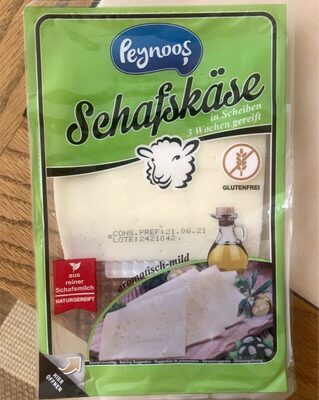 Peynooş
Schafskäse
in Scheiben
3 Wochen gereift
GLUTENFREI
CONS.PREF:21.06.21
LOTE:2421042
aus
reiner
Schafsmilch
NATURGEREIFT
aromatisch-mild
HIER
ÖFFNEN